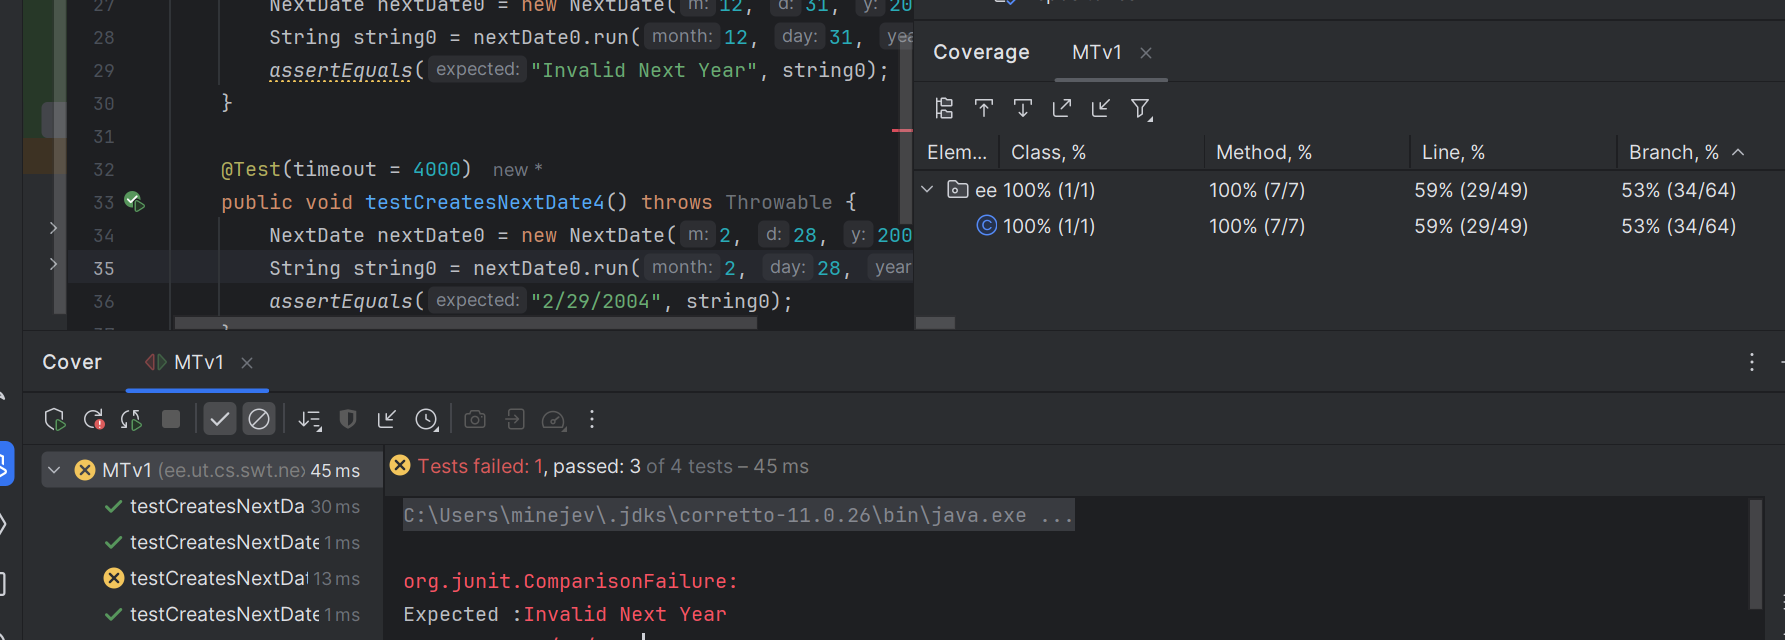 27 NextDate nextDate0 = new NextDate( m: 12, d: 31, y: 20
28 String string0 = nextDate0.run( month: 12, day: 31, yea
29 assertEquals( expected: "Invalid Next Year", string0);
30 }
31
32 @Test(timeout = 4000) new *
33 public void testCreatesNextDate4() throws Throwable {
34 NextDate nextDate0 = new NextDate( m: 2, d: 28, y: 200
35 String string0 = nextDate0.run( month: 2, day: 28, year
36 assertEquals( expected: "2/29/2004", string0);
}
Coverage MTv1
Elem... Class, % Method, % Line, % Branch, %
ee 100% (1/1) 100% (7/7) 59% (29/49) 53% (34/64)
100% (1/1) 100% (7/7) 59% (29/49) 53% (34/64)
Cover MTv1
MTv1 (ee.ut.cs.swt.nex 45 ms
testCreatesNextDa 30 ms
testCreatesNextDate 1 ms
testCreatesNextDat 13 ms
testCreatesNextDate 1 ms
Tests failed: 1, passed: 3 of 4 tests – 45 ms
C:\Users\minejev\.jdks\corretto-11.0.26\bin\java.exe ...
org.junit.ComparisonFailure:
Expected :Invalid Next Year